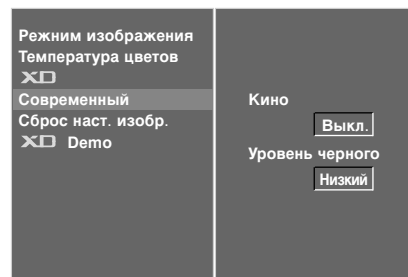 Режим изображения
Температура цветов
XD
Современный
Сброс наст. изобр.
XD Demo
Кино
Выкл.
Уровень черного
Низкий